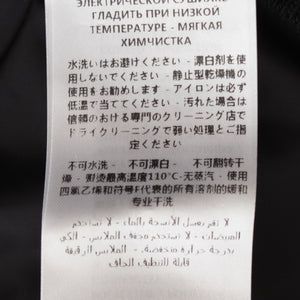 ЭЛЕКТРИЧЕСКОЙ СУШИЛКЕ
ГЛАДИТЬ ПРИ НИЗКОЙ
ТЕМПЕРАТУРЕ - МЯГКАЯ
ХИМЧИСТКА
水洗いはお避けください - 漂白剤を使
用しないでください - 静止型乾燥機の
使用をお勧めします - アイロンは必ず
低温で当ててください - 汚れた場合は
信頼のおける専門のクリーニング店で
ドライクリーニングで弱い処理とご指
定ください
不可水洗 - 不可漂白 - 不可翻转干
燥 - 熨烫最高温度110°C-无蒸汽 - 使用
四氯乙烯和符号F代表的所有溶剂的缓和
专业干洗